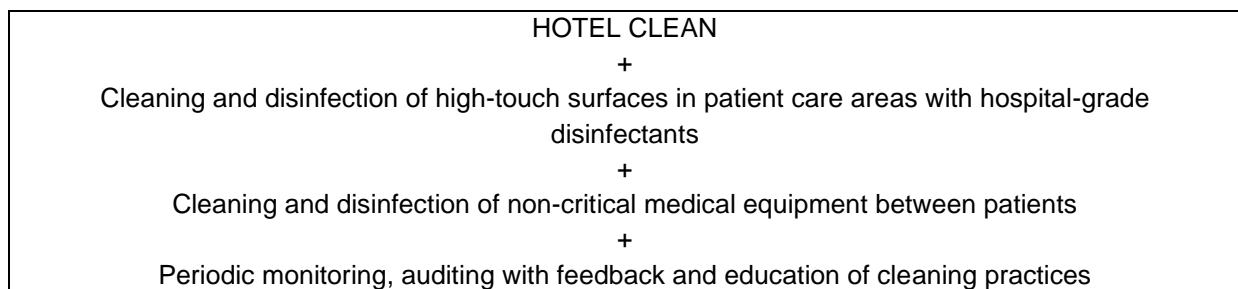 HOTEL CLEAN
+
Cleaning and disinfection of high-touch surfaces in patient care areas with hospital-grade
disinfectants
+
Cleaning and disinfection of non-critical medical equipment between patients
+
Periodic monitoring, auditing with feedback and education of cleaning practices